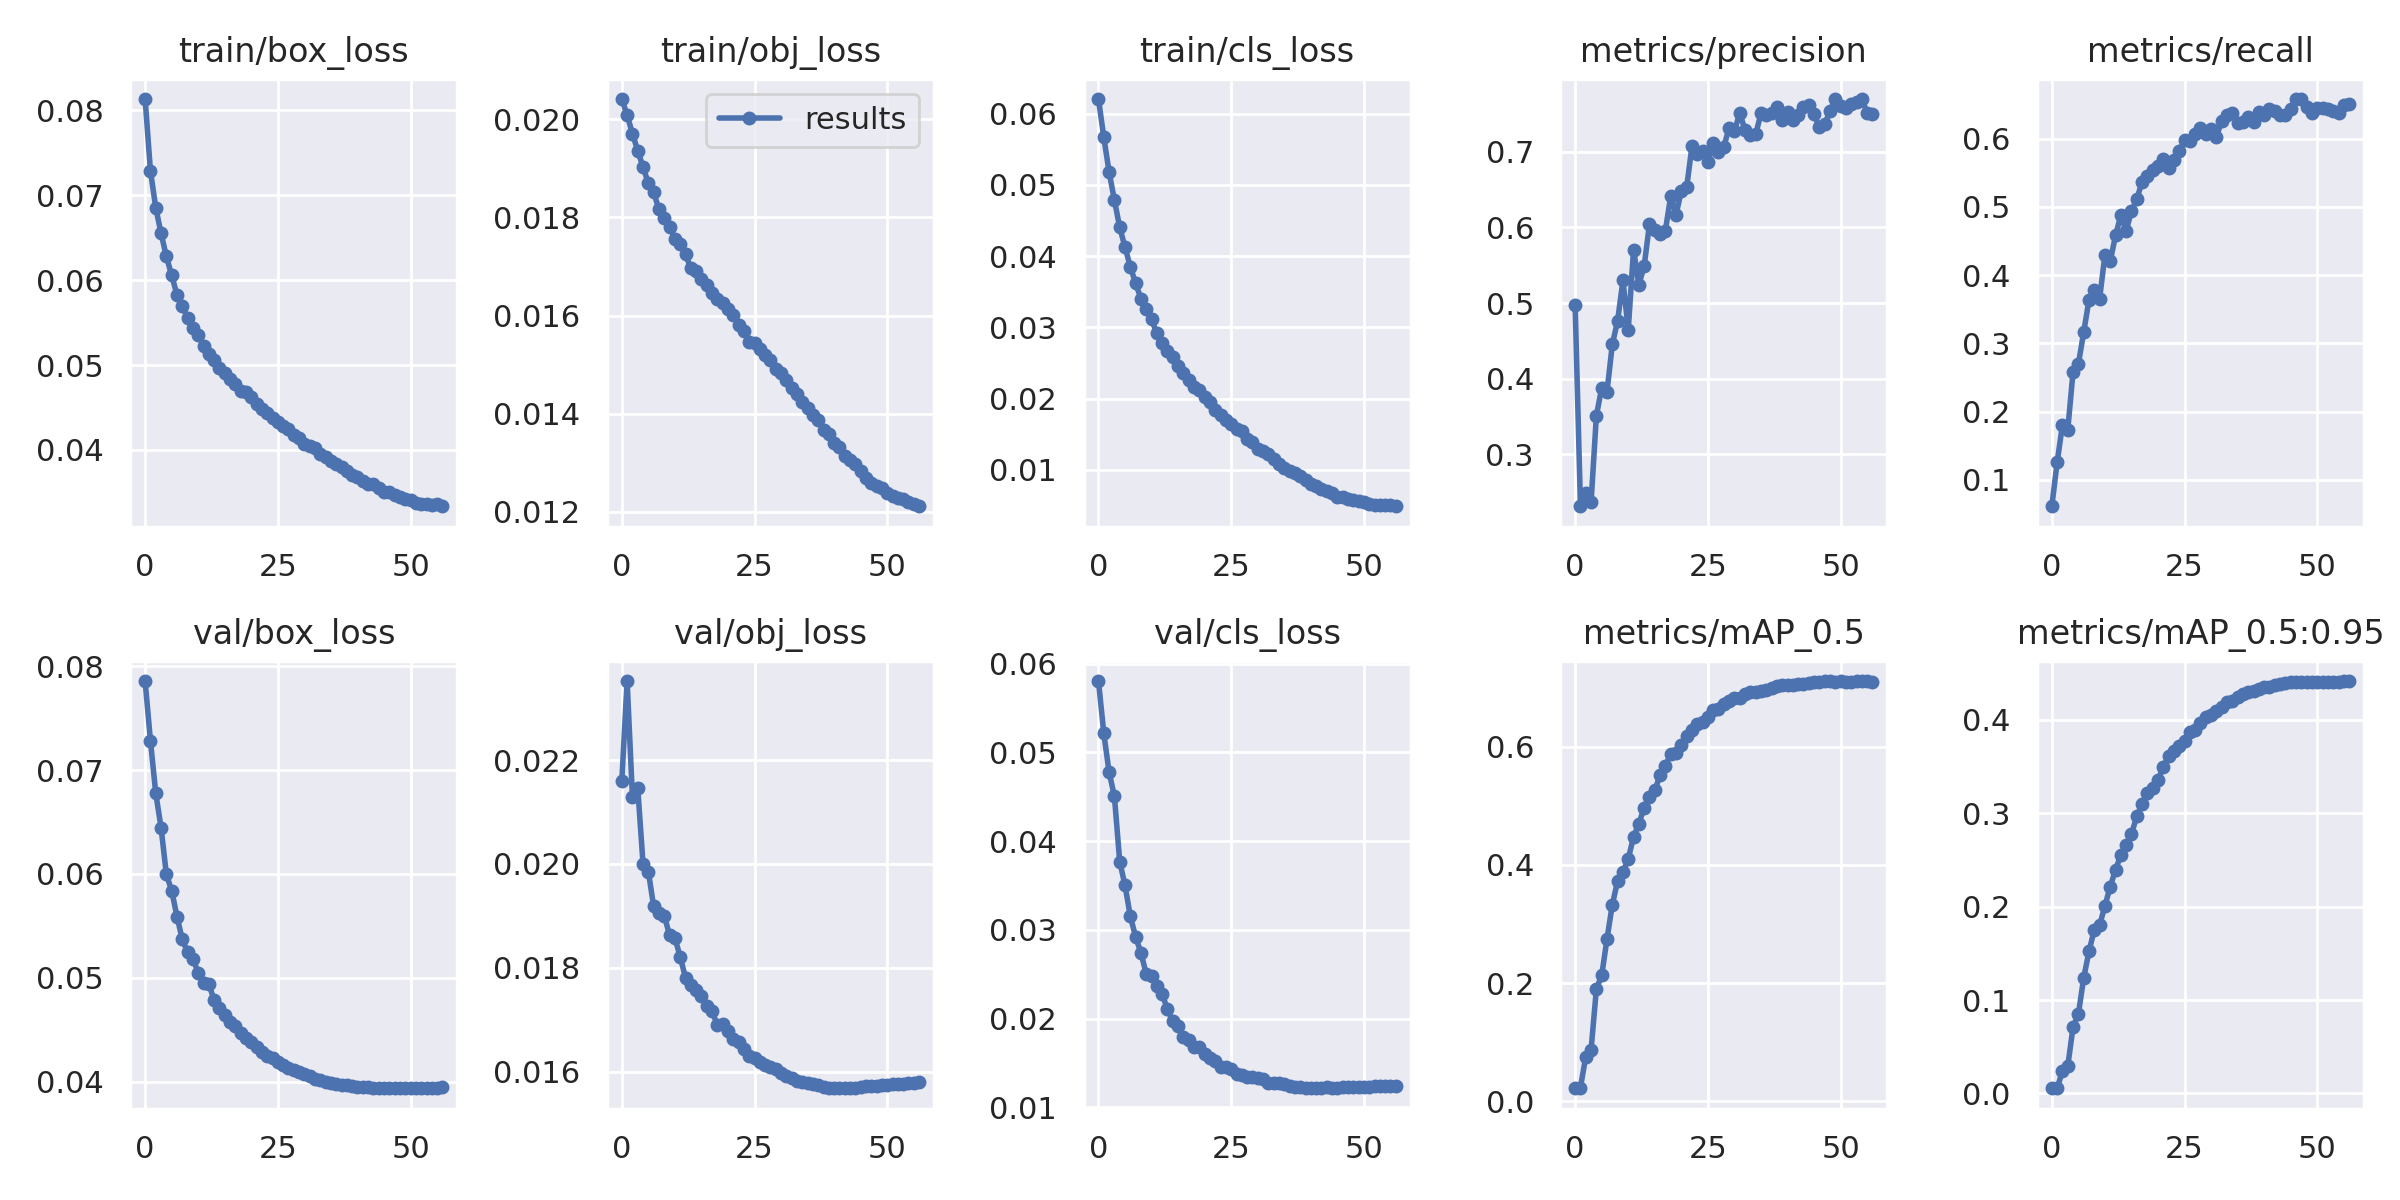 train/box_loss
0.08
0.07
0.06
0.05
0.04
0 25 50
train/obj_loss
results
0.020
0.018
0.016
0.014
0.012
0 25 50
train/cls_loss
0.06
0.05
0.04
0.03
0.02
0.01
0 25 50
metrics/precision
0.7
0.6
0.5
0.4
0.3
0 25 50
metrics/recall
0.6
0.5
0.4
0.3
0.2
0.1
0 25 50
val/box_loss
0.08
0.07
0.06
0.05
0.04
0 25 50
val/obj_loss
0.022
0.020
0.018
0.016
0 25 50
val/cls_loss
0.06
0.05
0.04
0.03
0.02
0.01
0 25 50
metrics/mAP_0.5
0.6
0.4
0.2
0.0
0 25 50
metrics/mAP_0.5:0.95
0.4
0.3
0.2
0.1
0.0
0 25 50